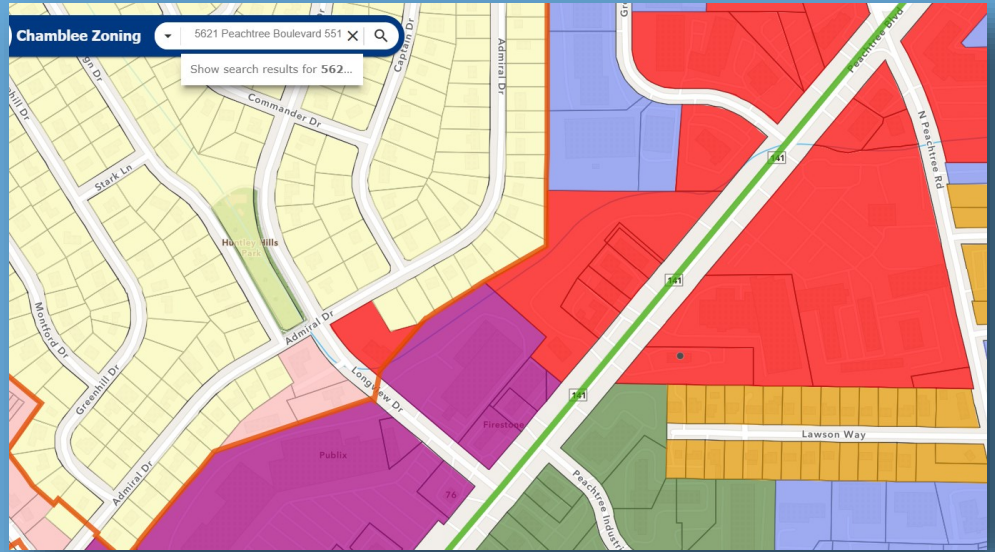 Chamblee Zoning
5621 Peachtree Boulevard 551
Show search results for 562...
Captain Dr
Admiral Dr
Commander Dr
Stark Ln
Huntley Hills
Park
Admiral Dr
Montford Dr
Greenhill Dr
Longview Dr
Admiral Dr
Publix
76
Firestone
Peachtree Blvd
N Peachtree Rd
141
141
141
Lawson Way
Peachtree Industri